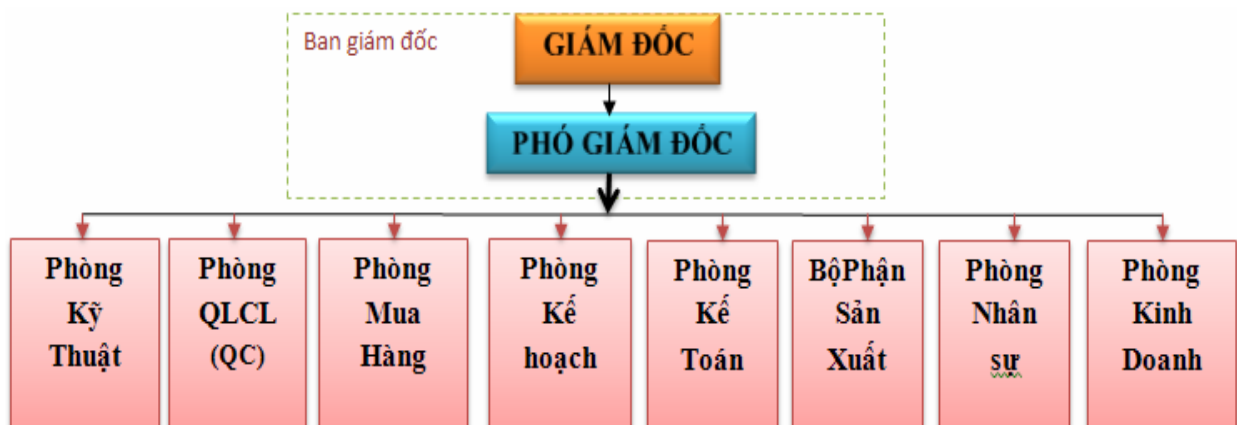 Ban giám đốc
GIÁM ĐỐC
PHÓ GIÁM ĐỐC
Phòng
Kỹ
Thuật
Phòng
QLCL
(QC)
Phòng
Mua
Hàng
Phòng
Kế
hoạch
Phòng
Kế
Toán
BộPhận
Sản
Xuất
Phòng
Nhân
sự
Phòng
Kinh
Doanh